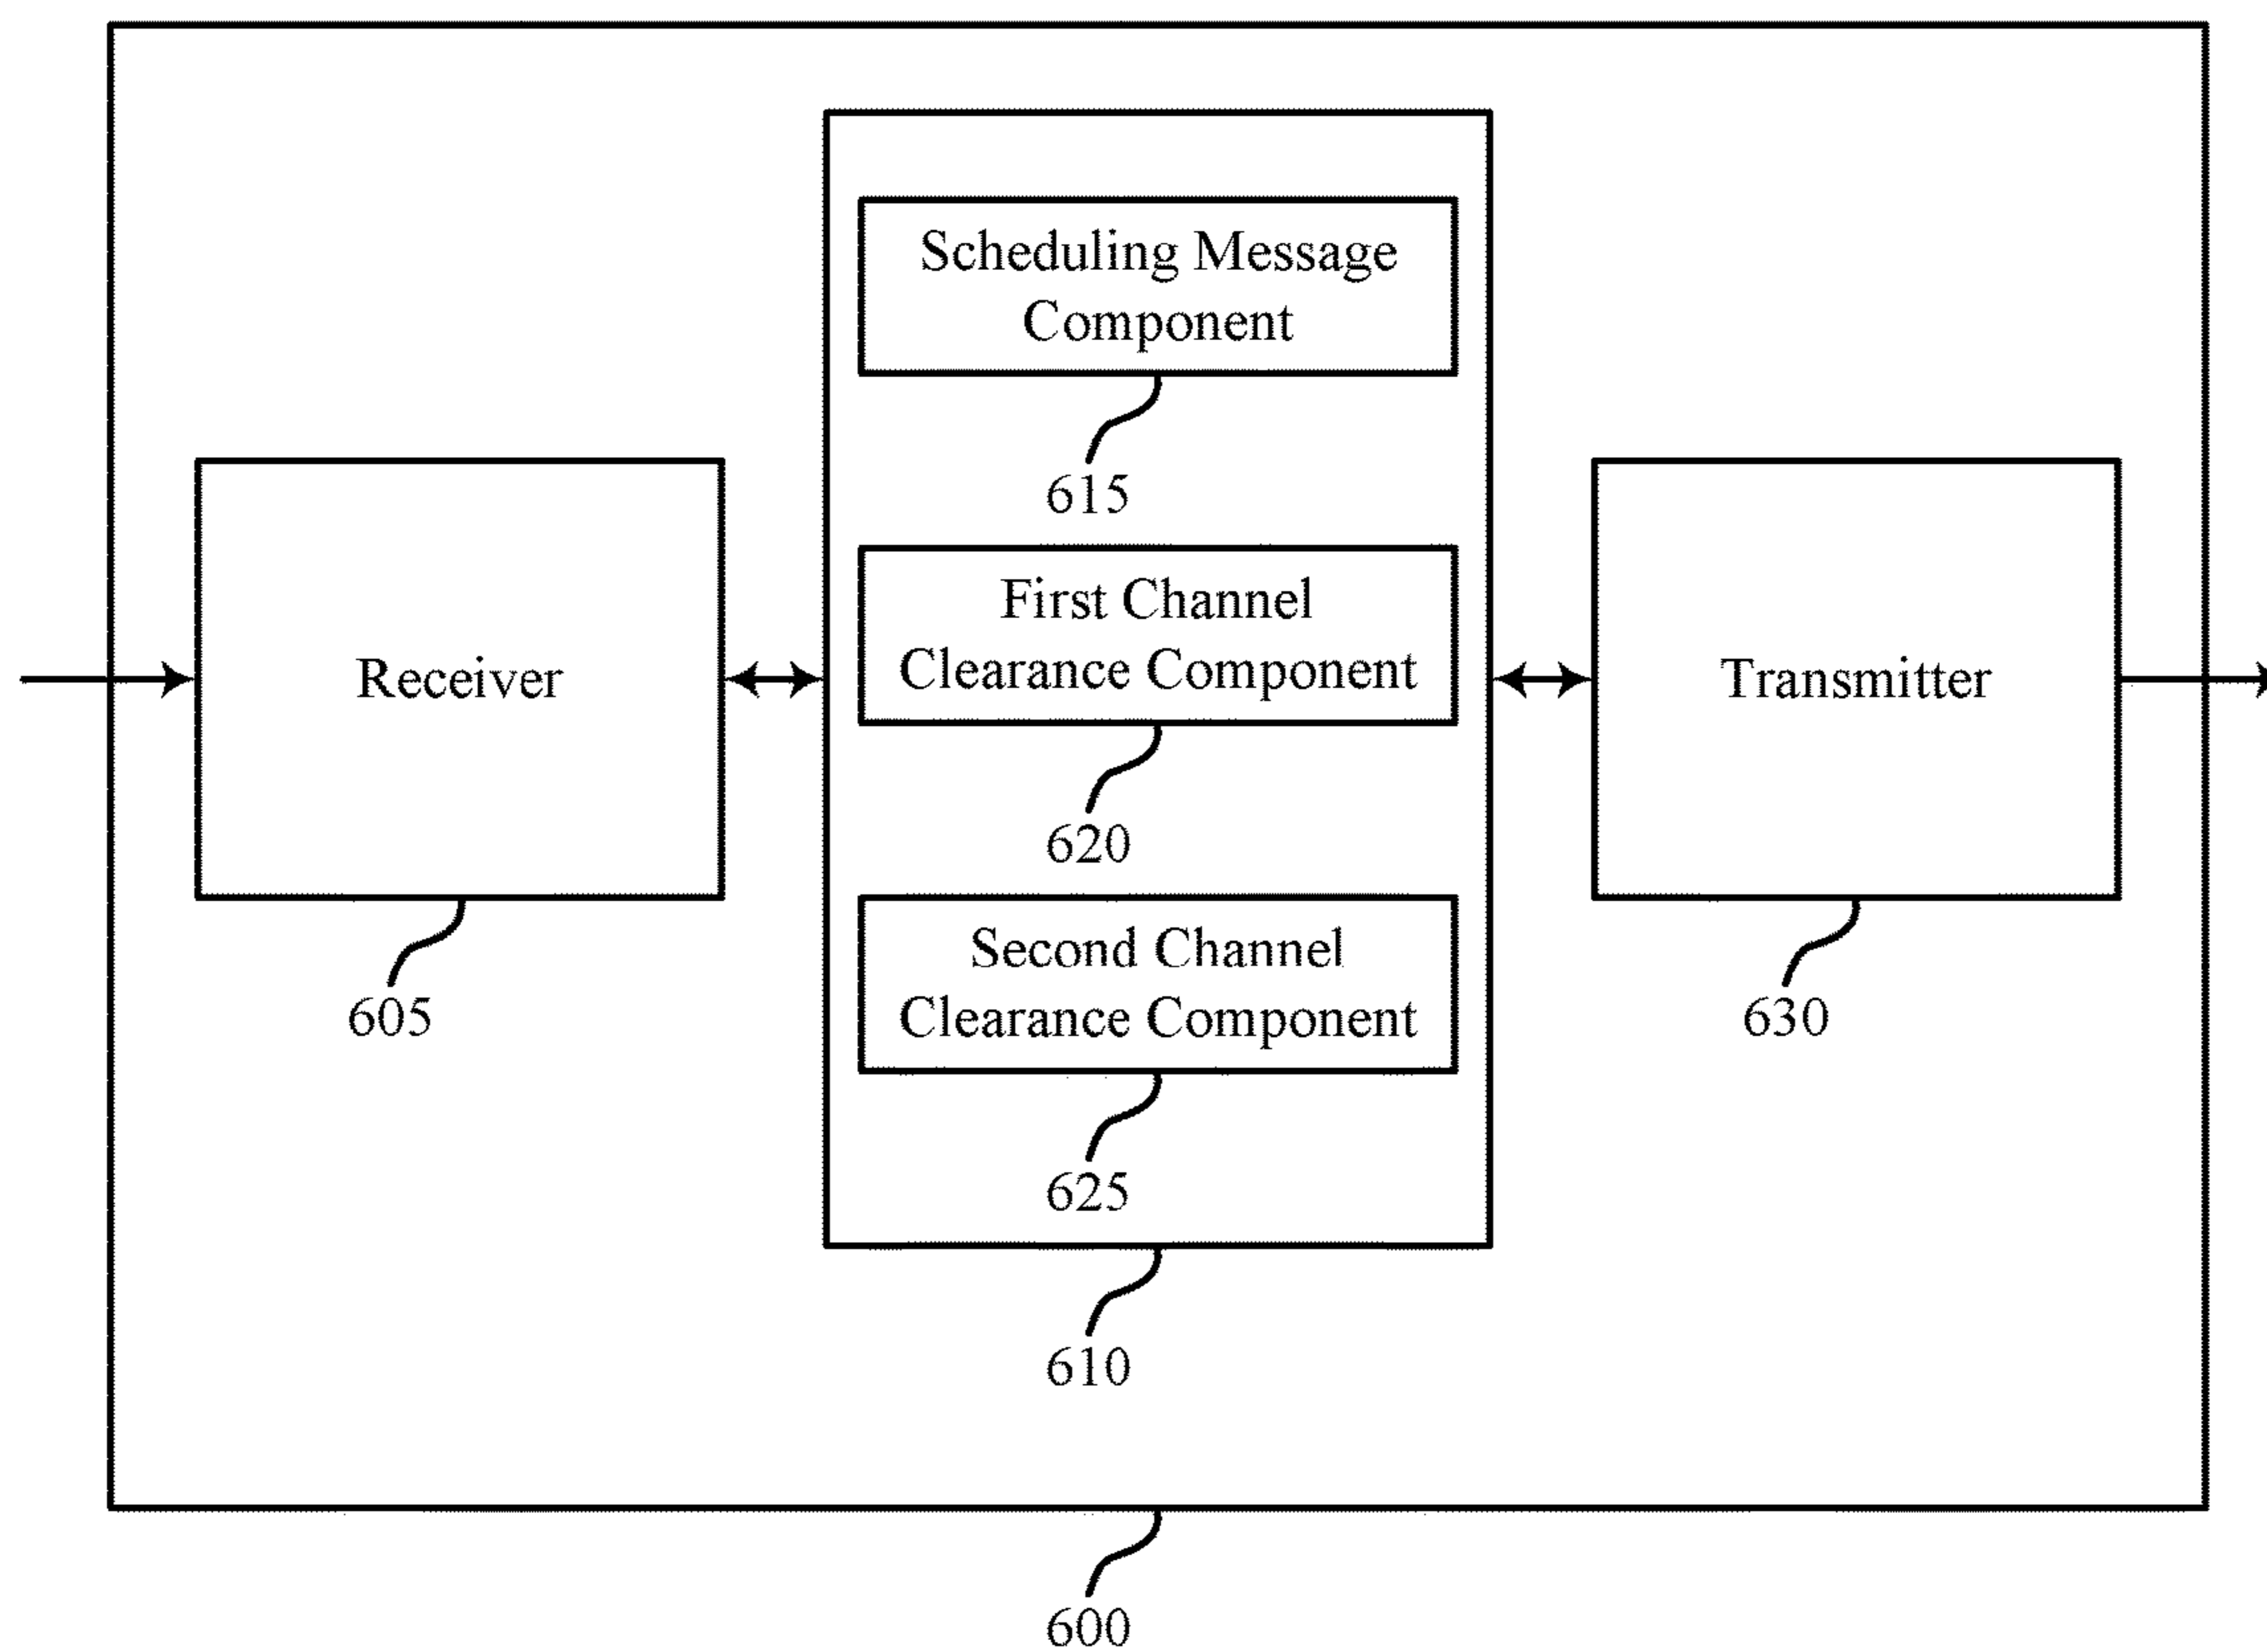 Scheduling Message
Component
615
First Channel
Clearance Component
620
Second Channel
Clearance Component
625
Receiver
605
Transmitter
630
610
600